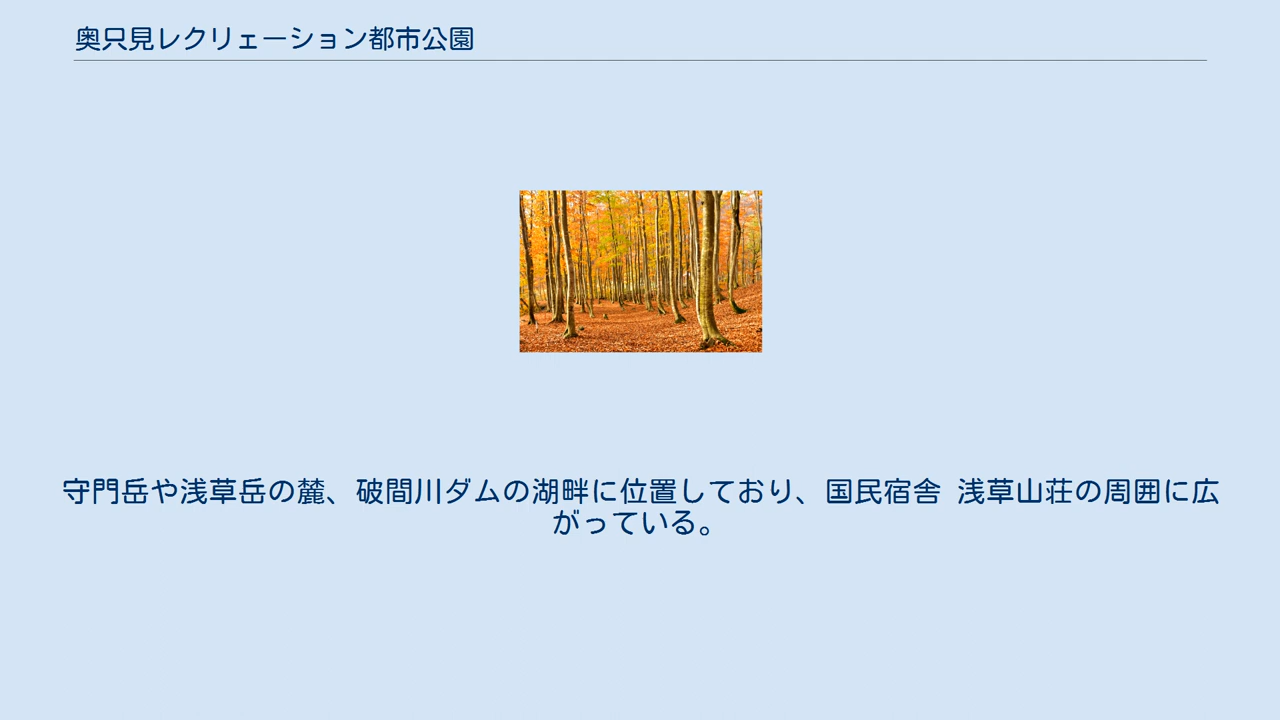 奥只見レクリェーション都市公園
守門岳や浅草岳の麓、破間川ダムの湖畔に位置しており、国民宿舎 浅草山荘の周囲に広
がっている。